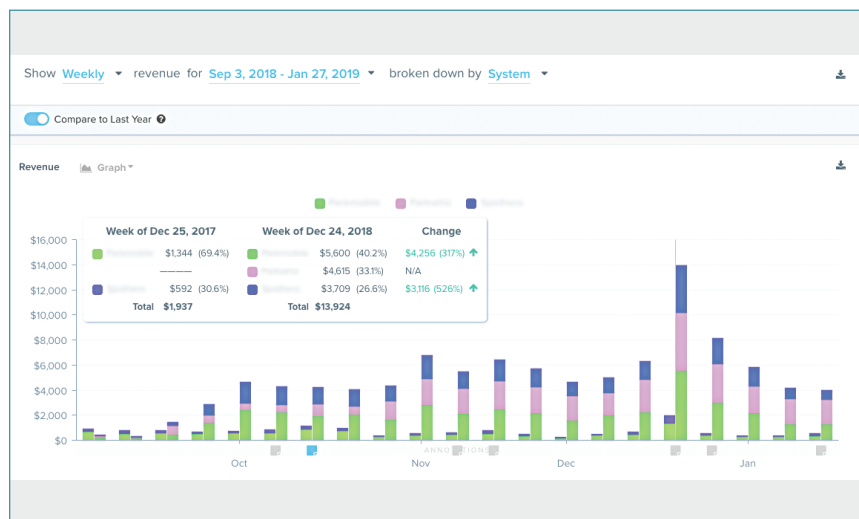 Show Weekly revenue for Sep 3, 2018 - Jan 27, 2019 broken down by System
Compare to Last Year ?
Revenue Graph
Week of Dec 25, 2017 Week of Dec 24, 2018 Change
$1,344 (69.4%) $5,600 (40.2%) $4,256 (317%)
———— $4,615 (33.1%) N/A
$592 (30.6%) $3,709 (26.6%) $3,116 (526%)
Total $1,937 Total $13,924
$16,000
$14,000
$12,000
$10,000
$8,000
$6,000
$4,000
$2,000
$0
ANNOTATIONS
Oct Nov Dec Jan